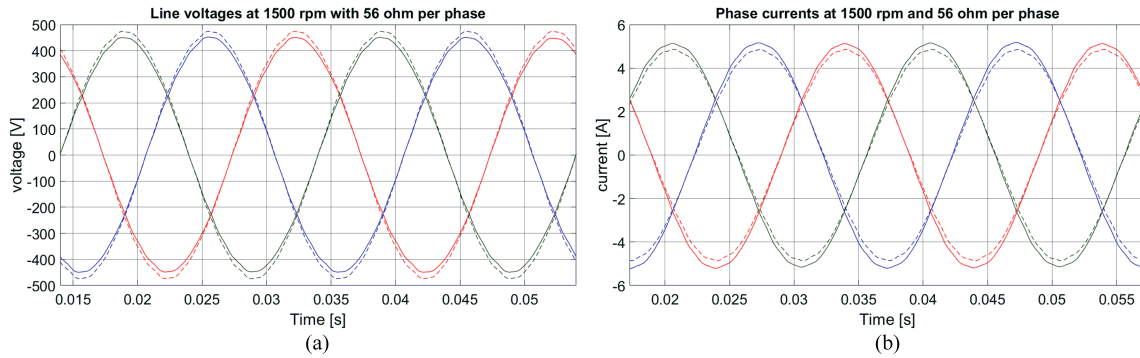 Line voltages at 1500 rpm with 56 ohm per phase
500
400
300
200
100
0
-100
-200
-300
-400
-500
voltage [V]
0.015 0.02 0.025 0.03 0.035 0.04 0.045 0.05
Time [s]
(a)
Phase currents at 1500 rpm and 56 ohm per phase
6
4
2
0
-2
-4
-6
current [A]
0.02 0.025 0.03 0.035 0.04 0.045 0.05 0.055
Time [s]
(b)